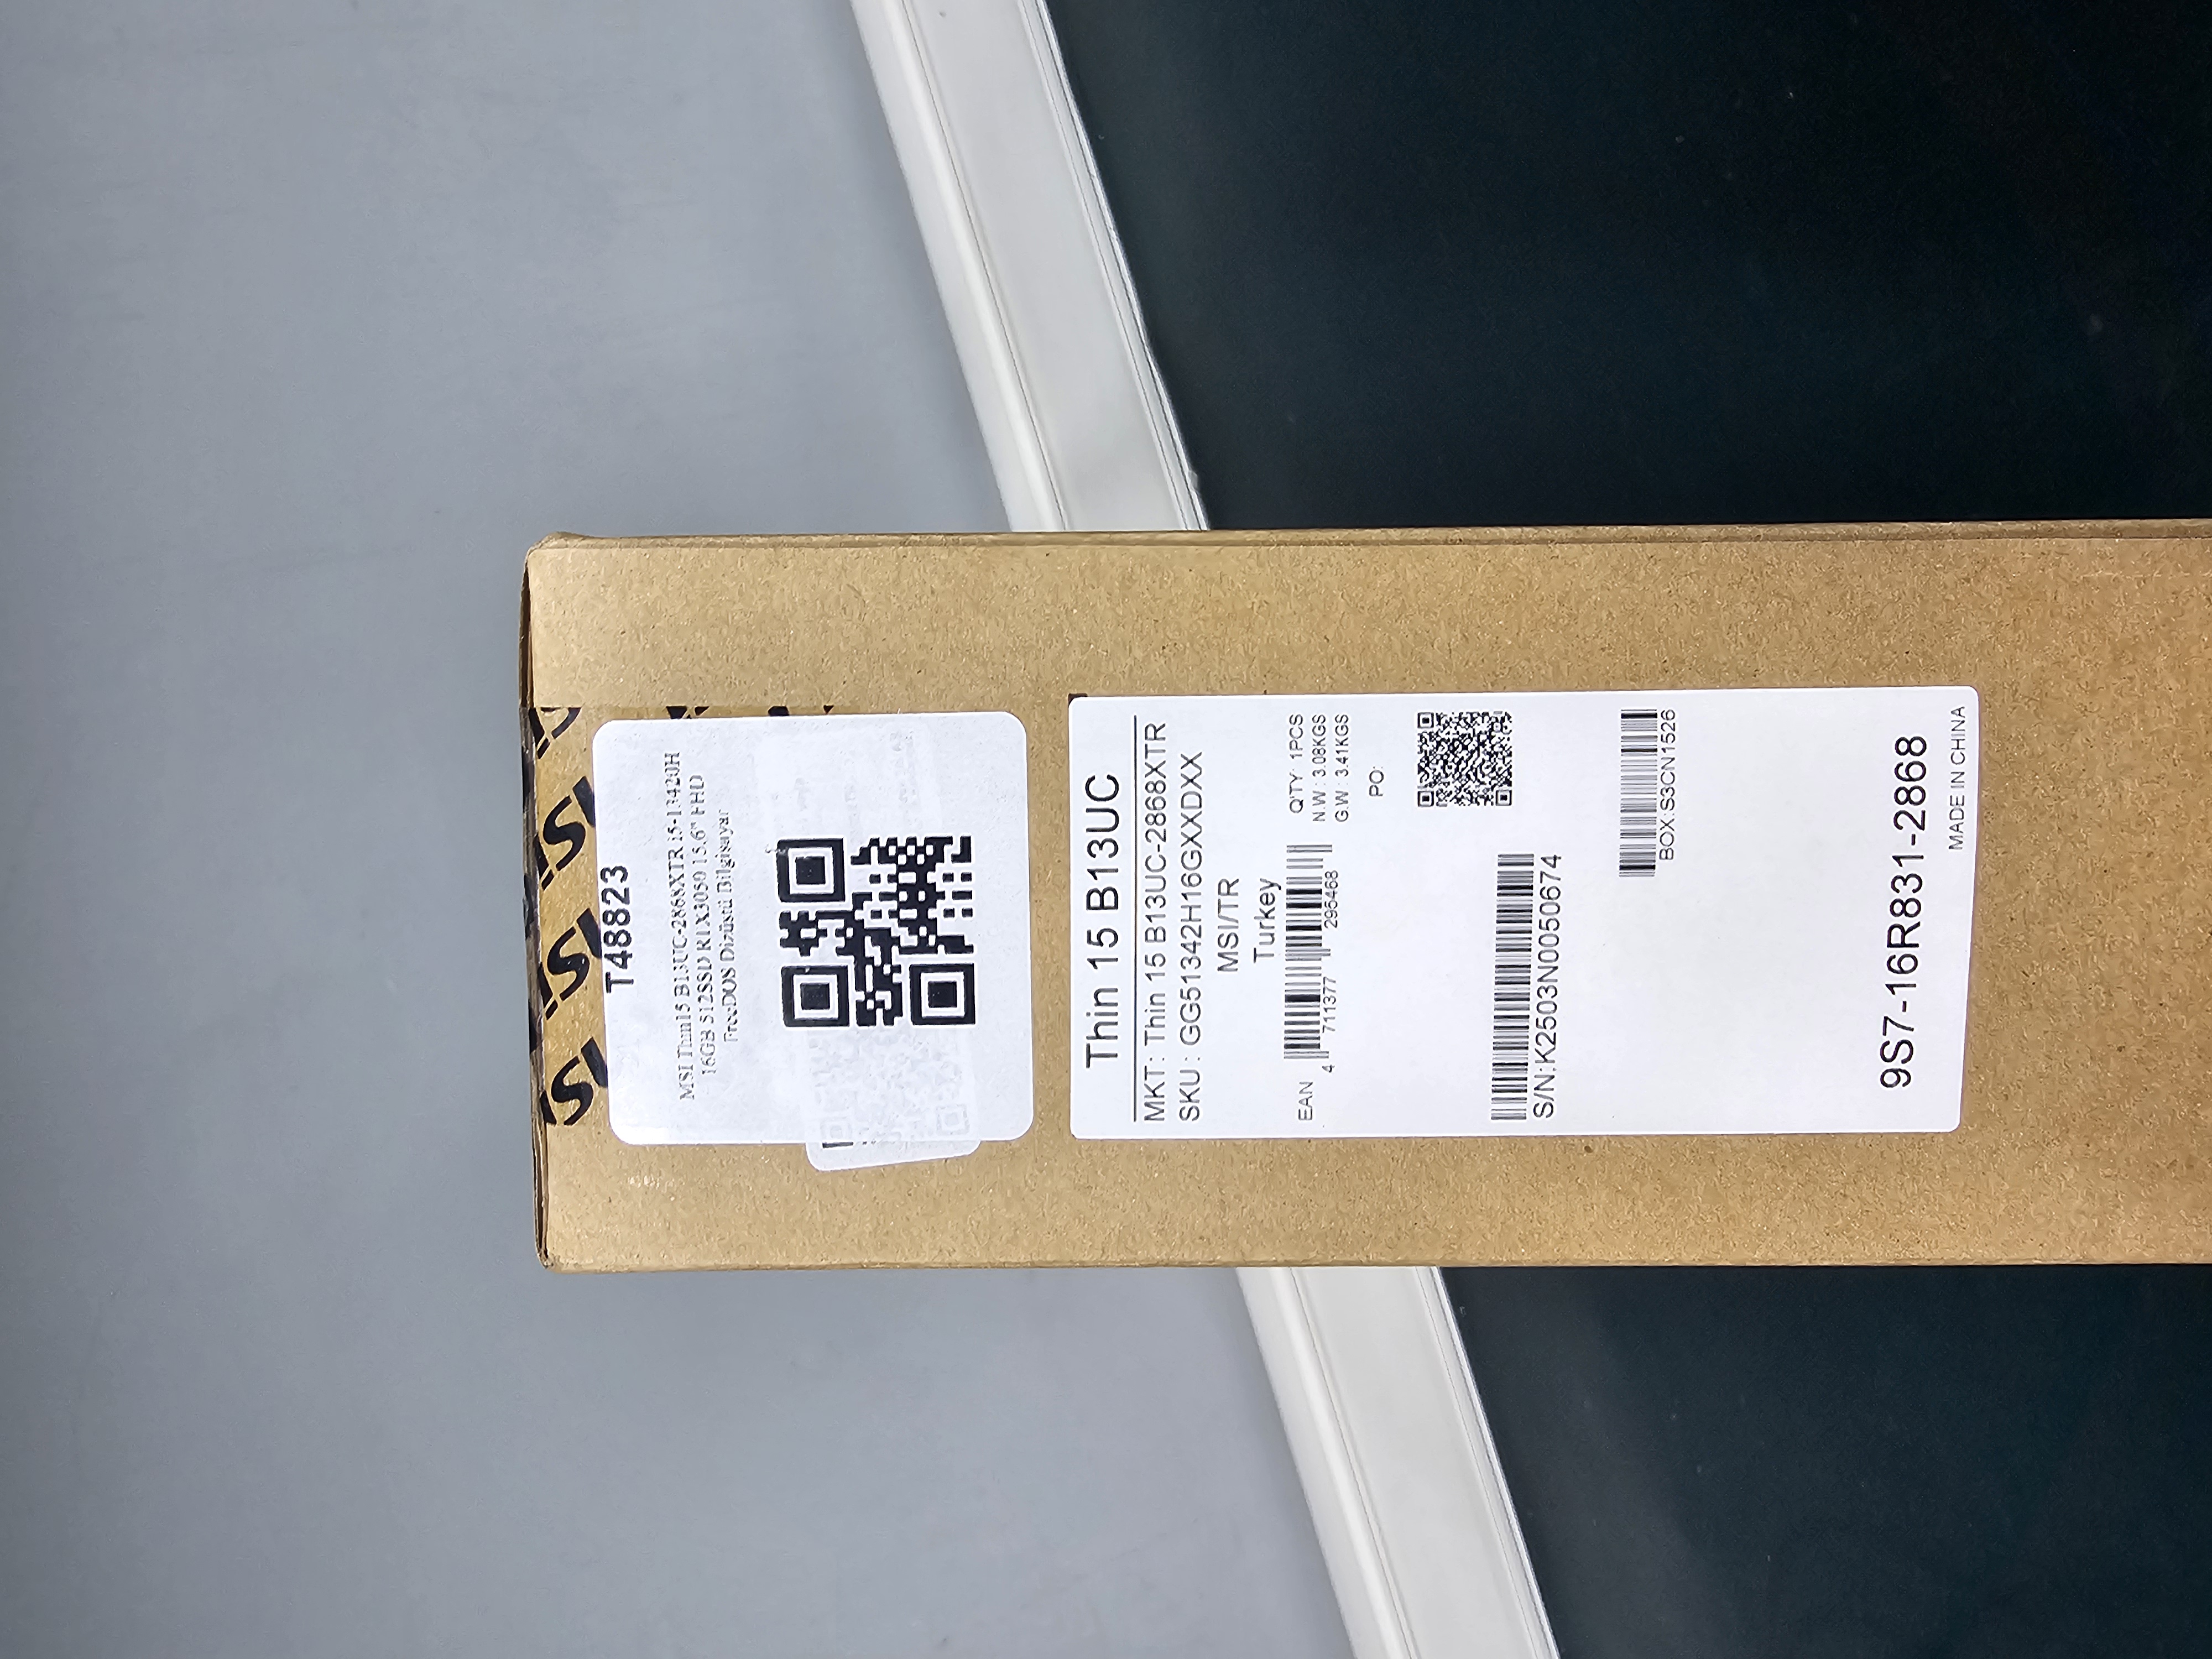 T48823
MSI Thin15 B13UC-2868XTR i5-13420H
16GB 512SSD RTX3050 15.6" FHD
FreeDOS Dizüstü Bilgisayar
Thin 15 B13UC
MKT : Thin 15 B13UC-2868XTR
SKU : GG51342H16GXXDXX
MSI/TR
Turkey
EAN
4 711377 295468
Q'TY: 1PCS
N.W.: 3.08KGS
G.W.: 3.41KGS
PO:
S/N:K2503N0050674
BOX:S3CN1526
9S7-16R831-2868
MADE IN CHINA